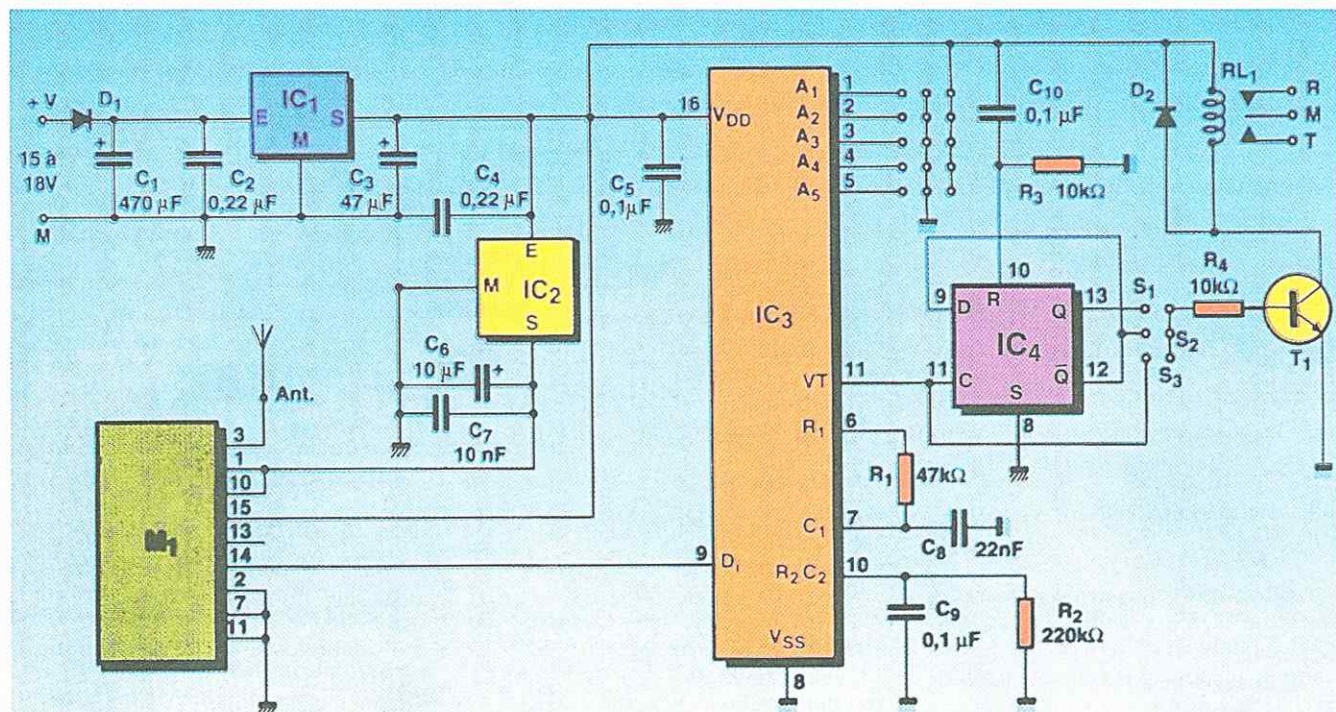 + V
D1
15 à
18V
M
C1
470 µF
C2
0,22 µF
IC1
E
S
M
C3
47 µF
C4
0,22 µF
E
M
IC2
S
C5
0,1µF
C6
10 µF
C7
10 nF
Ant.
M1
3
1
10
15
13
14
2
7
11
16
VDD
A1
A2
A3
A4
A5
1
2
3
4
5
IC3
VT
11
R1
6
C1
7
9
Di
R2C2
10
VSS
8
R1
47kΩ
C8
22nF
C9
0,1 µF
R2
220kΩ
C10
0,1 µF
R3
10kΩ
10
9
D
R
Q
13
IC4
11
C
S
Q̅
12
8
S1
S2
S3
R4
10kΩ
T1
D2
RL1
R
M
T
+
+
+